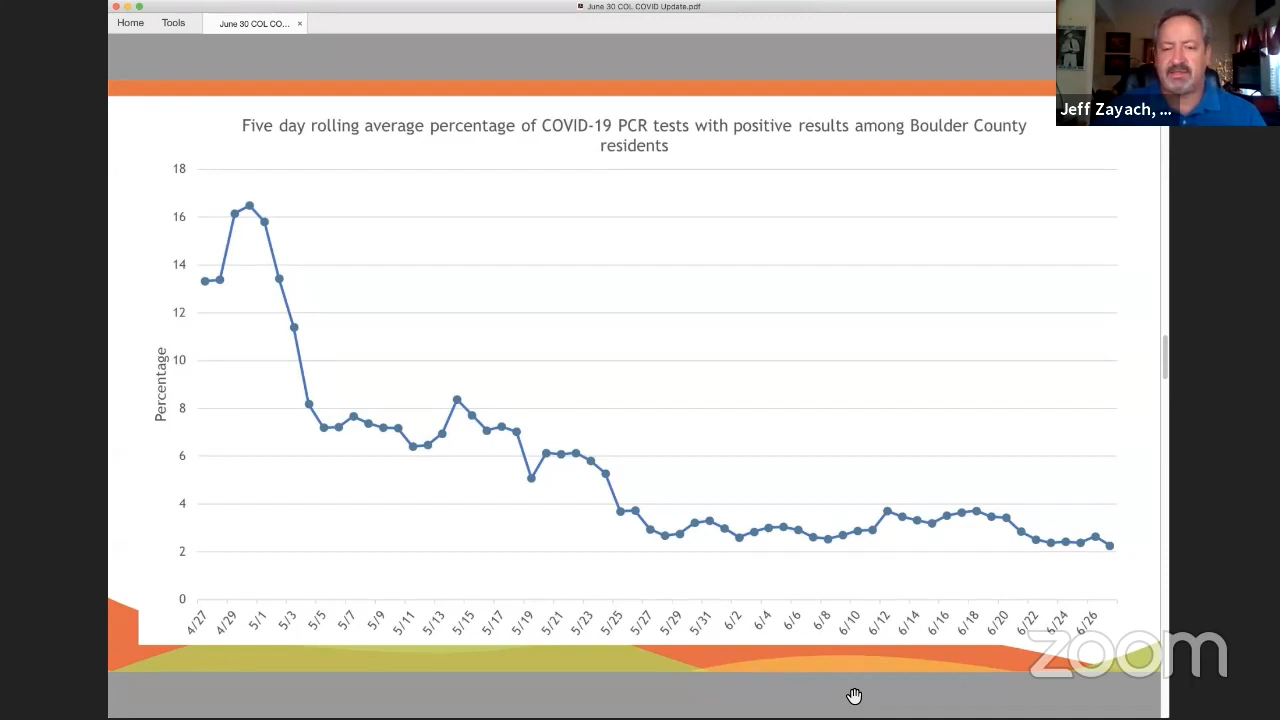 June 30 COL COVID Update.pdf
Home Tools June 30 COL CO... ×
Jeff Zayach, ...
Five day rolling average percentage of COVID-19 PCR tests with positive results among Boulder County
residents
Percentage
18
16
14
12
10
8
6
4
2
0
4/27 4/29 5/1 5/3 5/5 5/7 5/9 5/11 5/13 5/15 5/17 5/19 5/21 5/23 5/25 5/27 5/29 5/31 6/2 6/4 6/6 6/8 6/10 6/12 6/14 6/16 6/18 6/20 6/22 6/24 6/26
zoom